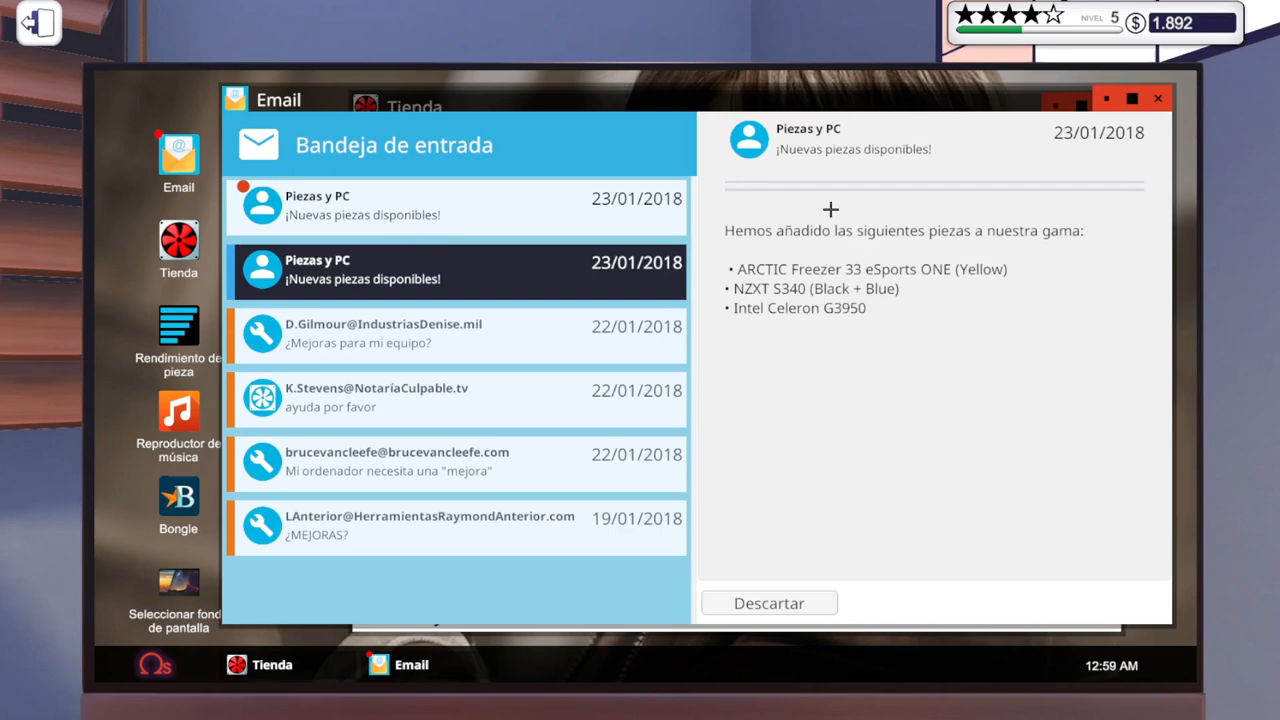 NIVEL 5
$ 1.892
Email
Tienda
Bandeja de entrada
Piezas y PC
23/01/2018
¡Nuevas piezas disponibles!
Piezas y PC
23/01/2018
¡Nuevas piezas disponibles!
D.Gilmour@IndustriasDenise.mil
22/01/2018
¿Mejoras para mi equipo?
K.Stevens@NotaríaCulpable.tv
22/01/2018
ayuda por favor
brucevancleefe@brucevancleefe.com
22/01/2018
Mi ordenador necesita una "mejora"
LAnterior@HerramientasRaymondAnterior.com
19/01/2018
¿MEJORAS?
Piezas y PC
23/01/2018
¡Nuevas piezas disponibles!
Hemos añadido las siguientes piezas a nuestra gama:
• ARCTIC Freezer 33 eSports ONE (Yellow)
• NZXT S340 (Black + Blue)
• Intel Celeron G3950
Descartar
Email
Tienda
Rendimiento de
pieza
Reproductor de
música
B
Bongle
Seleccionar fond
de pantalla
Ωs
Tienda
Email
12:59 AM